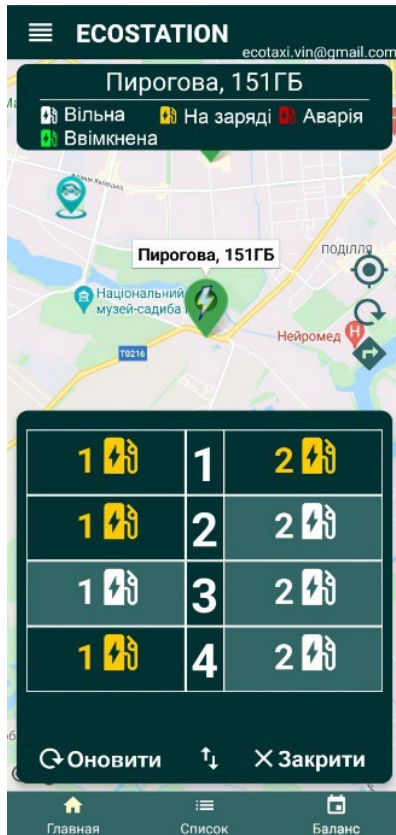 ECOSTATION
ecotaxi.vin@gmail.com
Пирогова, 151ГБ
Вільна На заряді Аварія
Ввімкнена
Пирогова, 151ГБ
ПОДІЛЛЯ
Національний
музей-садиба
Нейромед
H
T0216
1 1 2
1 2 2
1 3 2
1 4 2
Оновити Закрити
Главная Список Баланс